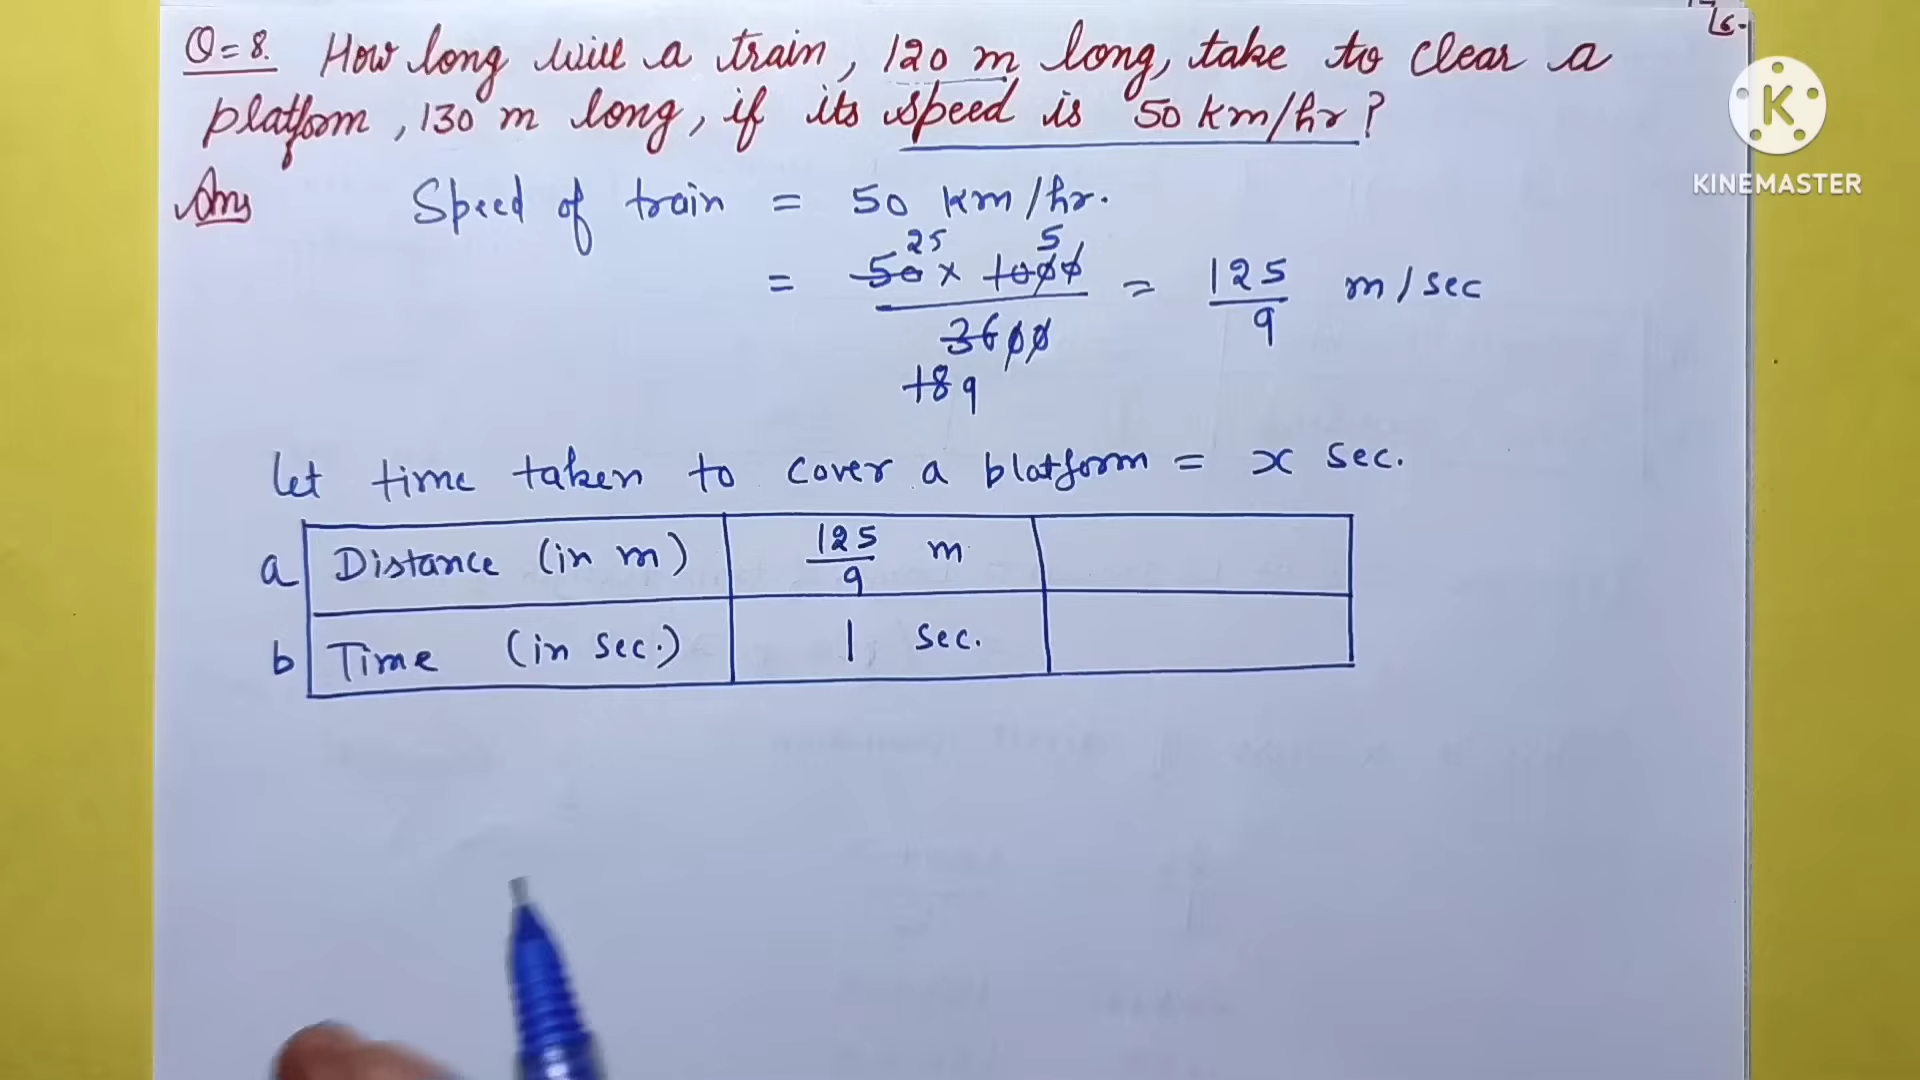 Q=8. How long will a train, 120 m long, take to clear a
platform, 130 m long, if its speed is 50 km/hr?
Ans Speed of train = 50 km/hr.
25 5
= 50 x 1000 = 125 m/sec
3600 9
18 9
Let time taken to cover a platform = x sec.
a Distance (in m) 125/9 m
b Time (in sec.) 1 sec.
KINEMASTER